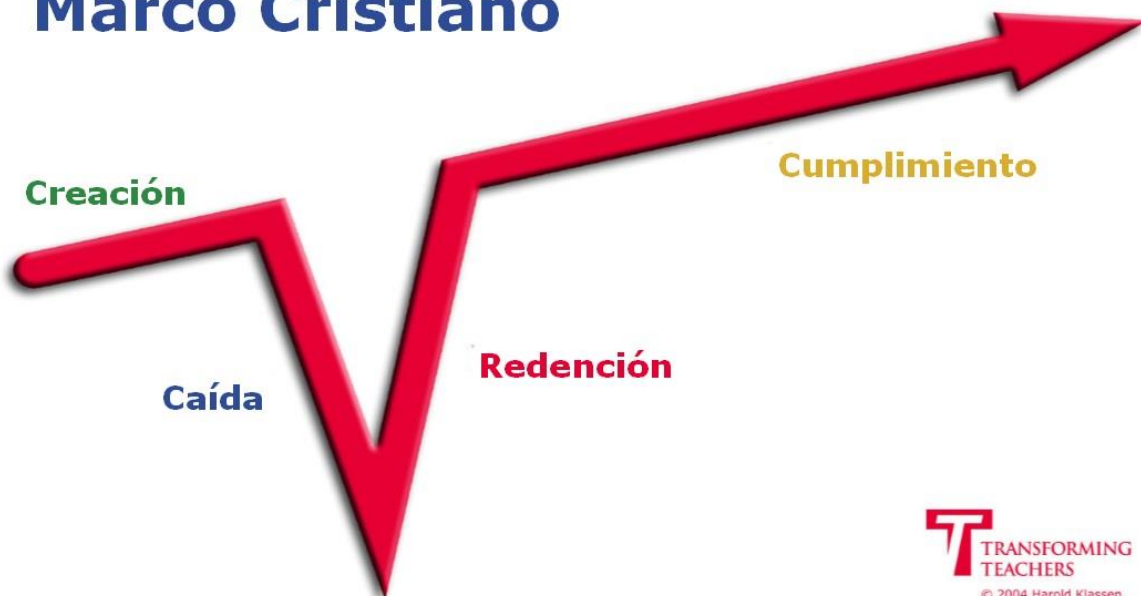 Marco Cristiano
Creación
Cumplimiento
Caída
Redención
TRANSFORMING
TEACHERS
© 2004 Harold Klassen